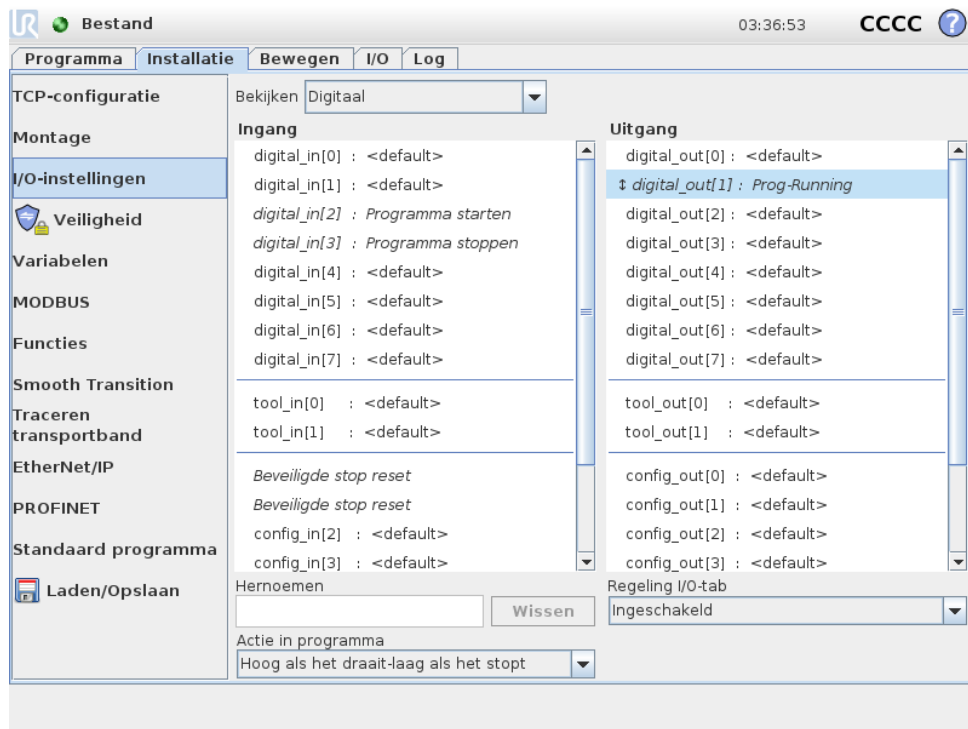 UR Bestand 03:36:53 CCCC ?
Programma Installatie Bewegen I/O Log
TCP-configuratie
Montage
I/O-instellingen
Veiligheid
Variabelen
MODBUS
Functies
Smooth Transition
Traceren
transportband
EtherNet/IP
PROFINET
Standaard programma
Laden/Opslaan
Bekijken Digitaal
Ingang
digital_in[0] : <default>
digital_in[1] : <default>
digital_in[2] : Programma starten
digital_in[3] : Programma stoppen
digital_in[4] : <default>
digital_in[5] : <default>
digital_in[6] : <default>
digital_in[7] : <default>
tool_in[0] : <default>
tool_in[1] : <default>
Beveiligde stop reset
Beveiligde stop reset
config_in[2] : <default>
config_in[3] : <default>
Hernoemen
Wissen
Actie in programma
Hoog als het draait-laag als het stopt
Uitgang
digital_out[0] : <default>
↕ digital_out[1] : Prog-Running
digital_out[2] : <default>
digital_out[3] : <default>
digital_out[4] : <default>
digital_out[5] : <default>
digital_out[6] : <default>
digital_out[7] : <default>
tool_out[0] : <default>
tool_out[1] : <default>
config_out[0] : <default>
config_out[1] : <default>
config_out[2] : <default>
config_out[3] : <default>
Regeling I/O-tab
Ingeschakeld